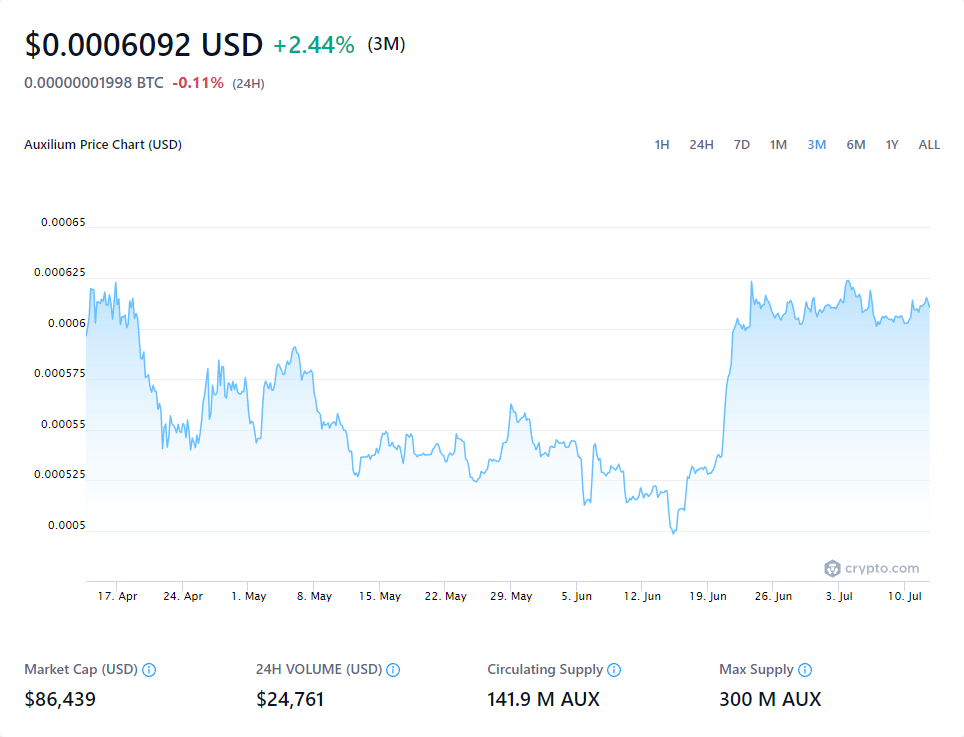 $0.0006092 USD +2.44% (3M)
0.00000001998 BTC -0.11% (24H)
Auxilium Price Chart (USD) 1H 24H 7D 1M 3M 6M 1Y ALL
0.00065
0.000625
0.0006
0.000575
0.00055
0.000525
0.0005
crypto.com
17. Apr 24. Apr 1. May 8. May 15. May 22. May 29. May 5. Jun 12. Jun 19. Jun 26. Jun 3. Jul 10. Jul
Market Cap (USD) 24H VOLUME (USD) Circulating Supply Max Supply
$86,439 $24,761 141.9 M AUX 300 M AUX